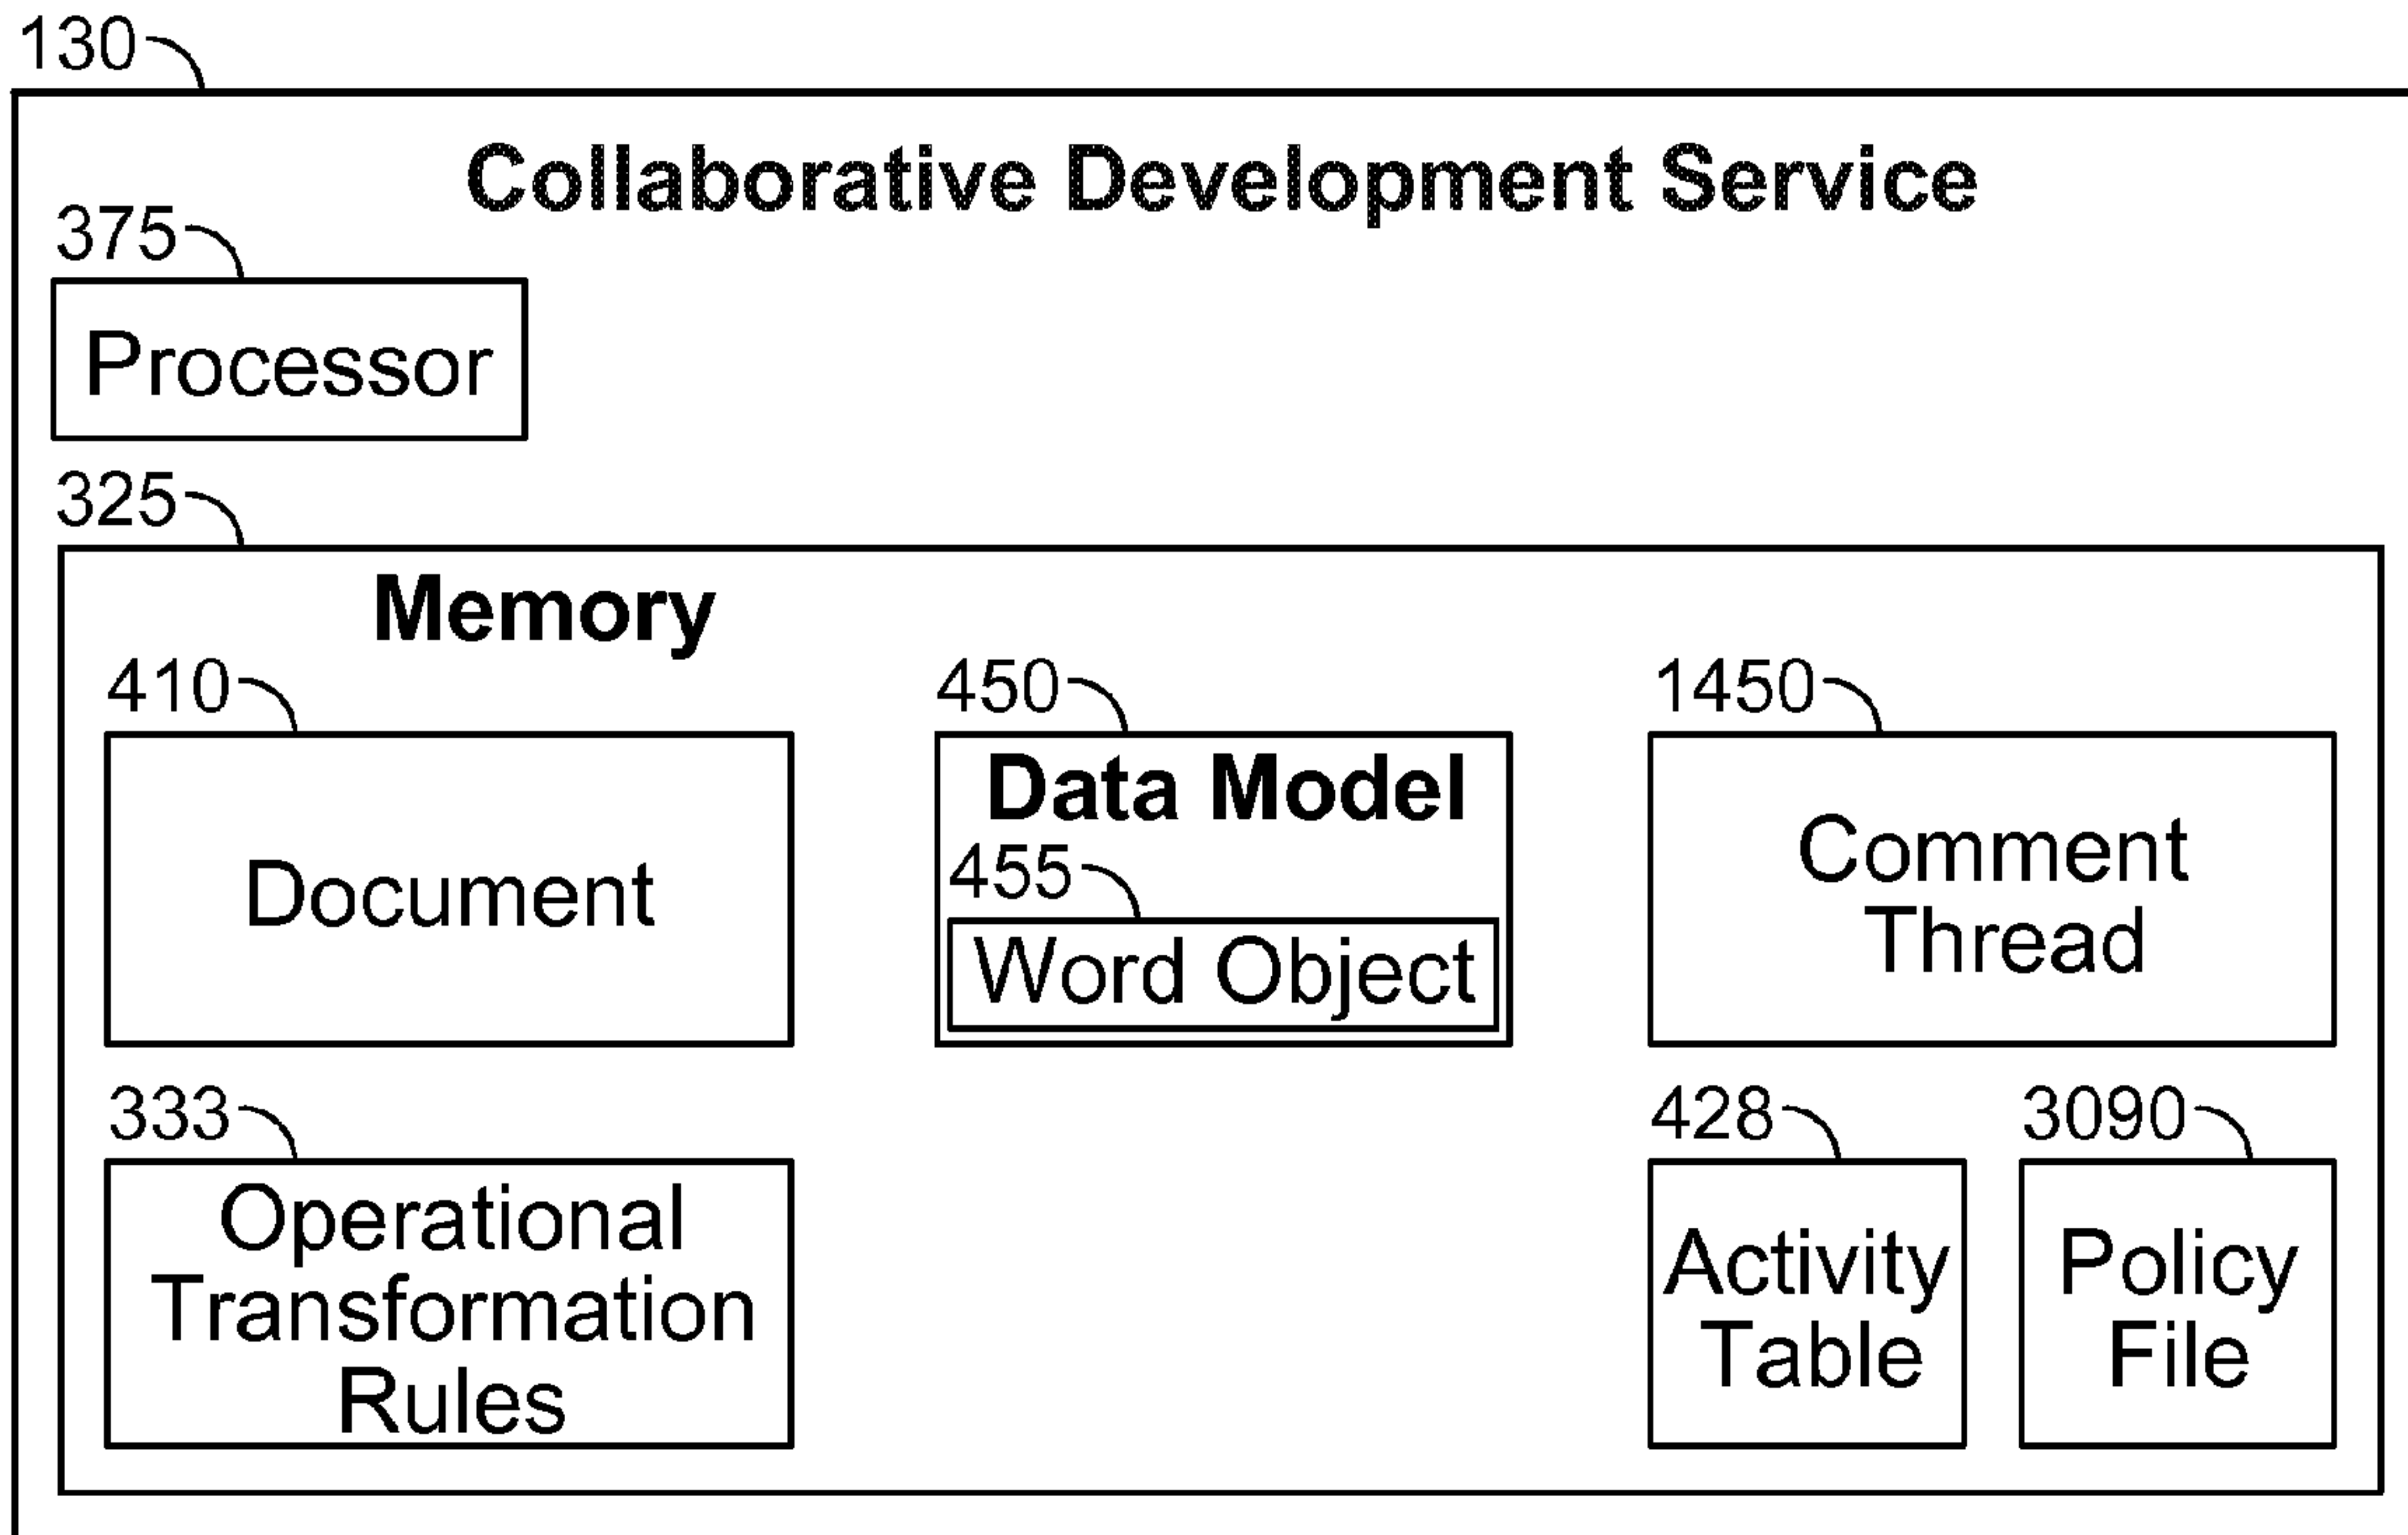 130
Collaborative Development Service
375
Processor
325
Memory
410
Document
450
Data Model
455
Word Object
1450
Comment
Thread
333
Operational
Transformation
Rules
428
Activity
Table
3090
Policy
File